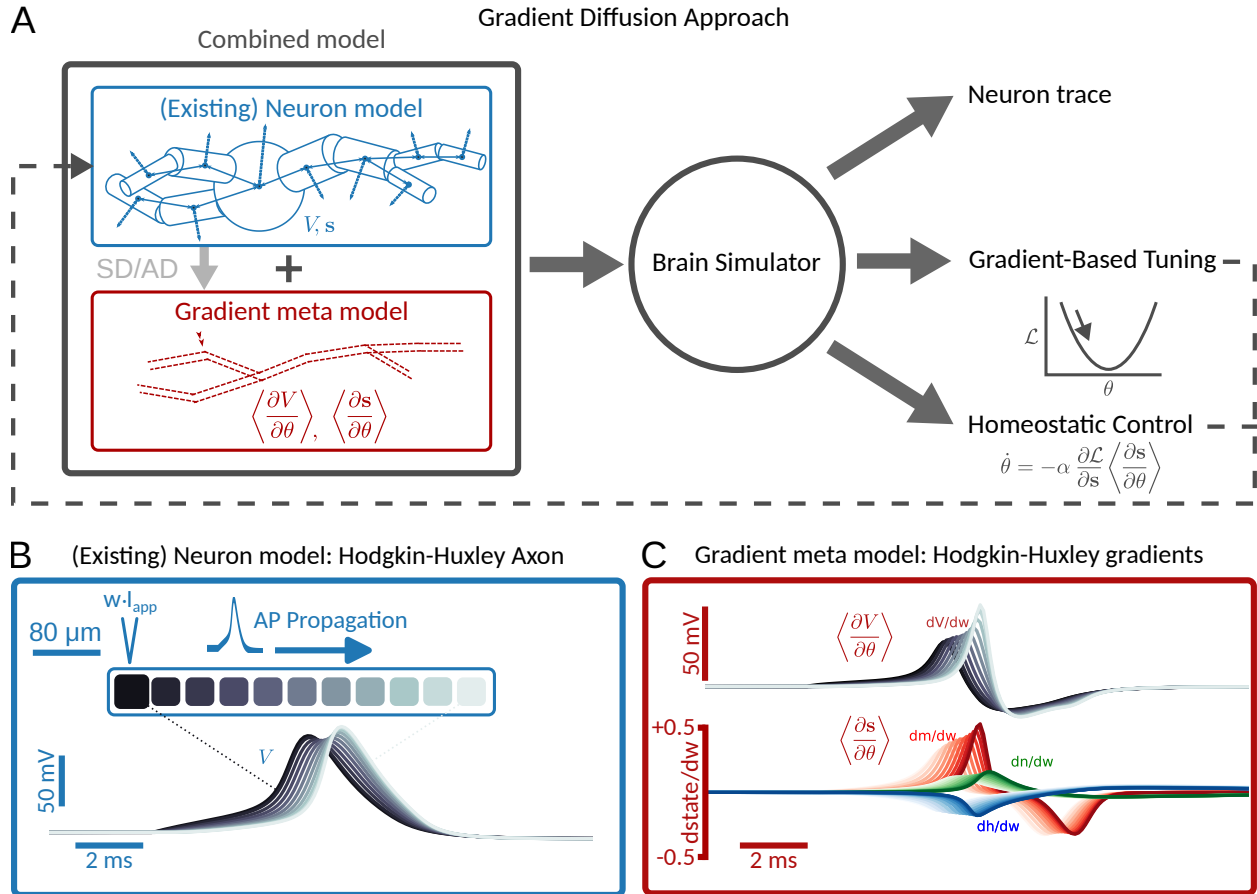 A
Gradient Diffusion Approach
Combined model
(Existing) Neuron model
V, s
SD/AD
+
Gradient meta model
⟨∂V/∂θ⟩, ⟨∂s/∂θ⟩
Brain Simulator
Neuron trace
Gradient-Based Tuning
ℒ
θ
Homeostatic Control
θ̇ = −α ∂ℒ/∂s ⟨∂s/∂θ⟩
B
(Existing) Neuron model: Hodgkin-Huxley Axon
w·I_app
80 µm
AP Propagation
V
50 mV
2 ms
C
Gradient meta model: Hodgkin-Huxley gradients
50 mV
⟨∂V/∂θ⟩
dV/dw
+0.5
dstate/dw
-0.5
⟨∂s/∂θ⟩
dm/dw
dn/dw
dh/dw
2 ms